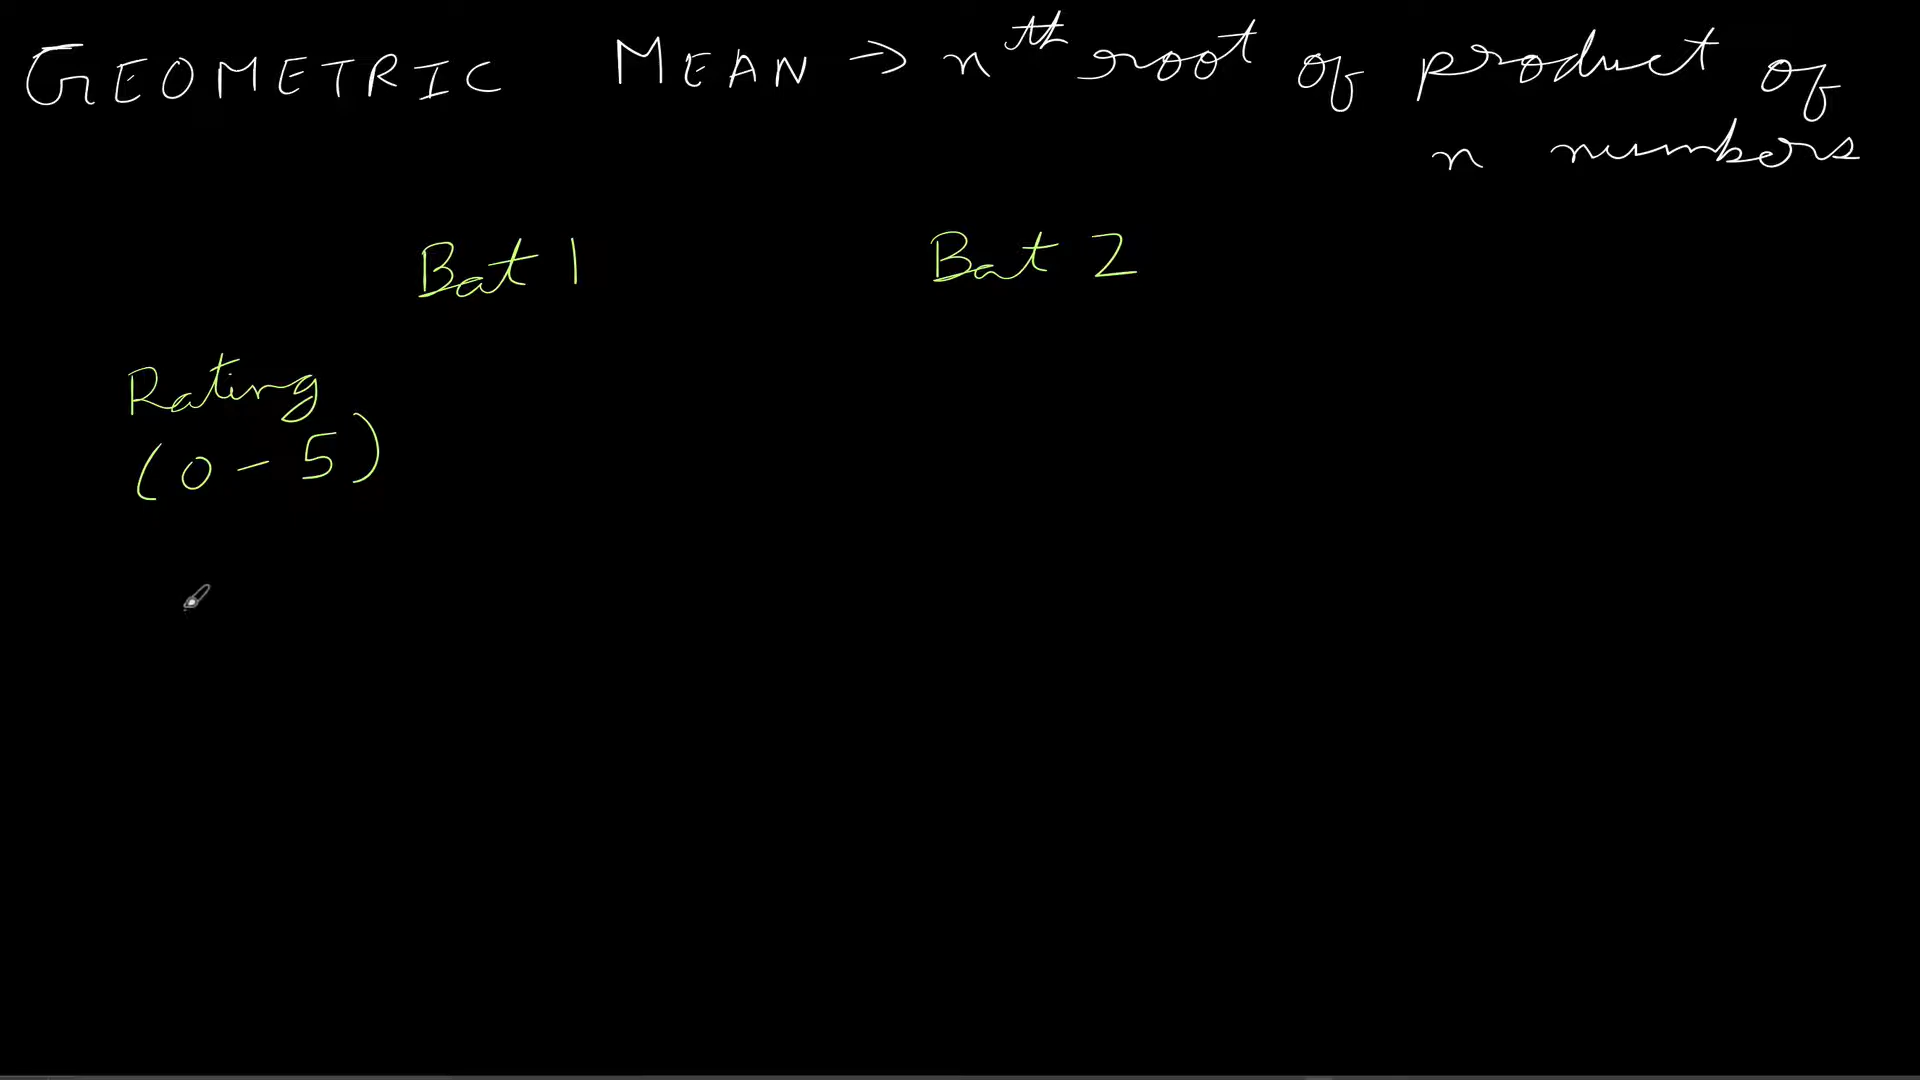 GEOMETRIC MEAN → nth root of product of
n numbers
Bat 1 Bat 2
Rating
(0 - 5)